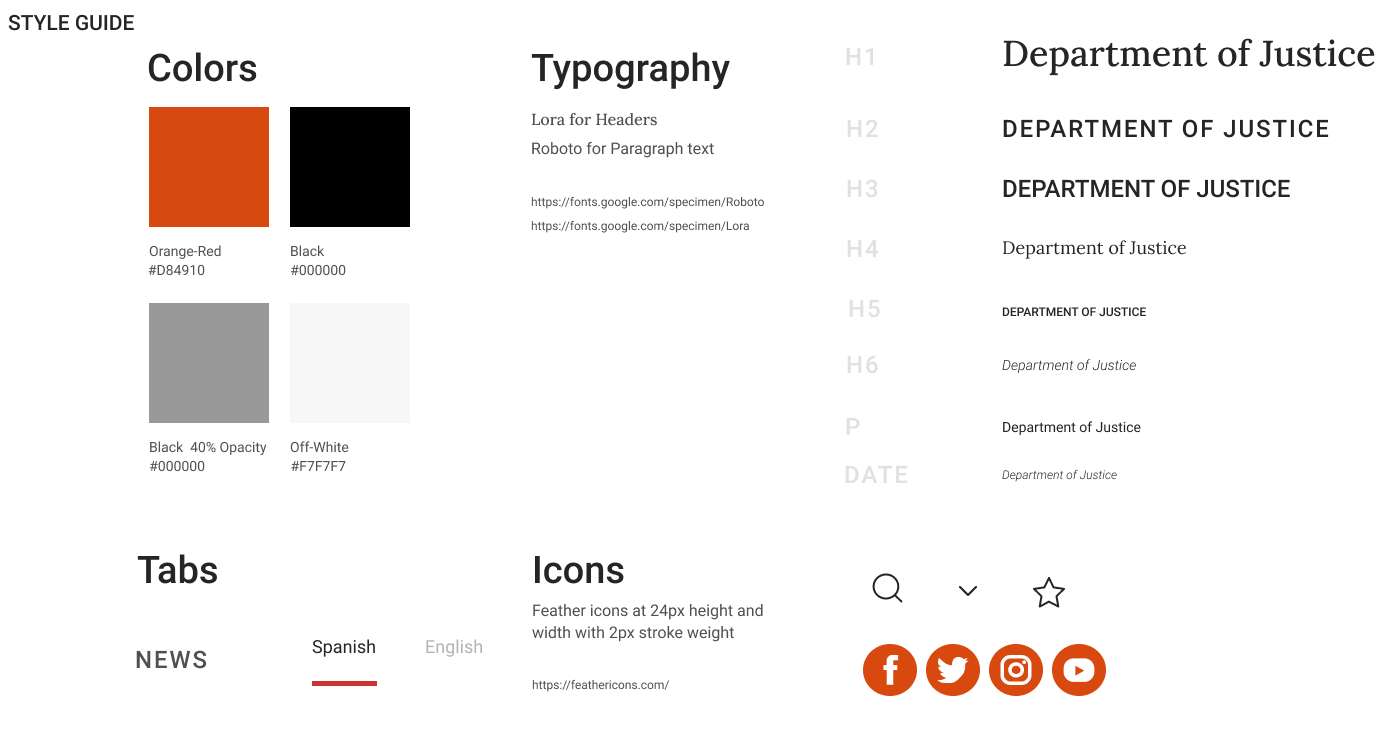 STYLE GUIDE
Colors
Orange-Red
#D84910
Black
#000000
Black  40% Opacity
#000000
Off-White
#F7F7F7
Typography
Lora for Headers
Roboto for Paragraph text
https://fonts.google.com/specimen/Roboto
https://fonts.google.com/specimen/Lora
H1 Department of Justice
H2 DEPARTMENT OF JUSTICE
H3 DEPARTMENT OF JUSTICE
H4 Department of Justice
H5 DEPARTMENT OF JUSTICE
H6 Department of Justice
P Department of Justice
DATE Department of Justice
Tabs
NEWS
Spanish
English
Icons
Feather icons at 24px height and
width with 2px stroke weight
https://feathericons.com/